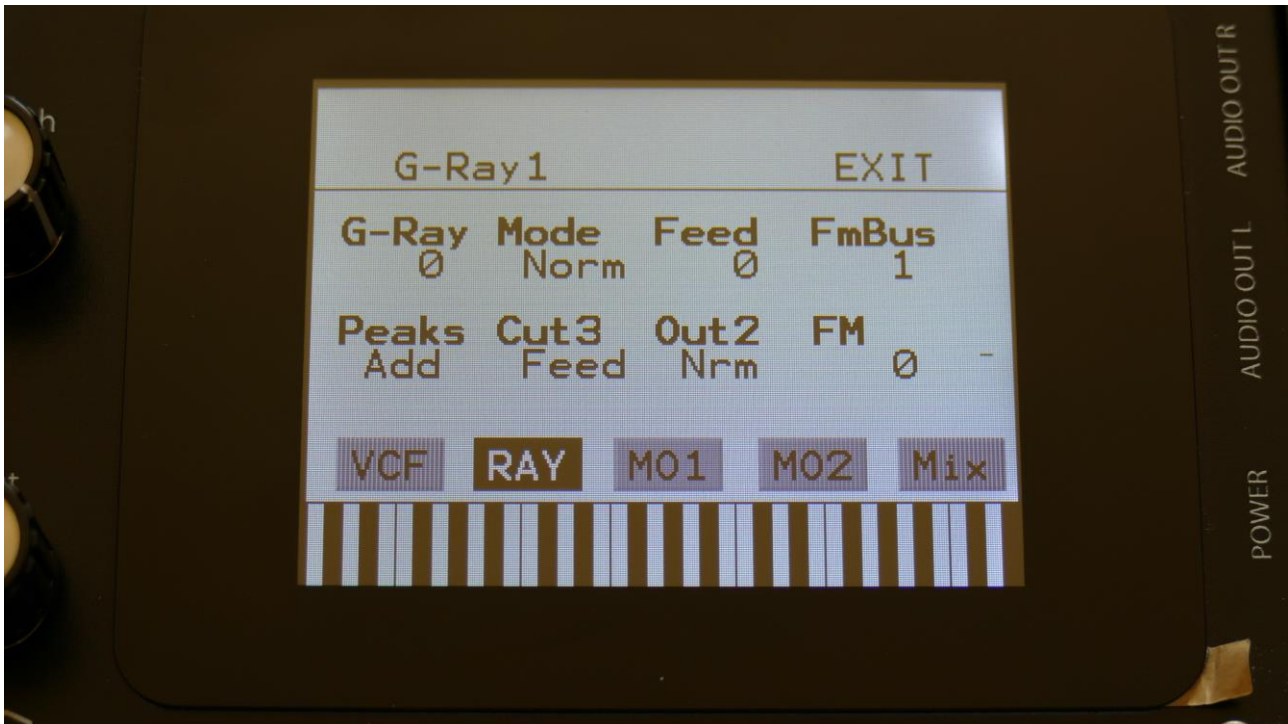 G-Ray1 EXIT
G-Ray Mode Feed FmBus
0 Norm 0 1
Peaks Cut3 Out2 FM
Add Feed Nrm 0
VCF RAY MO1 MO2 Mix
AUDIO OUT R
AUDIO OUT L
POWER